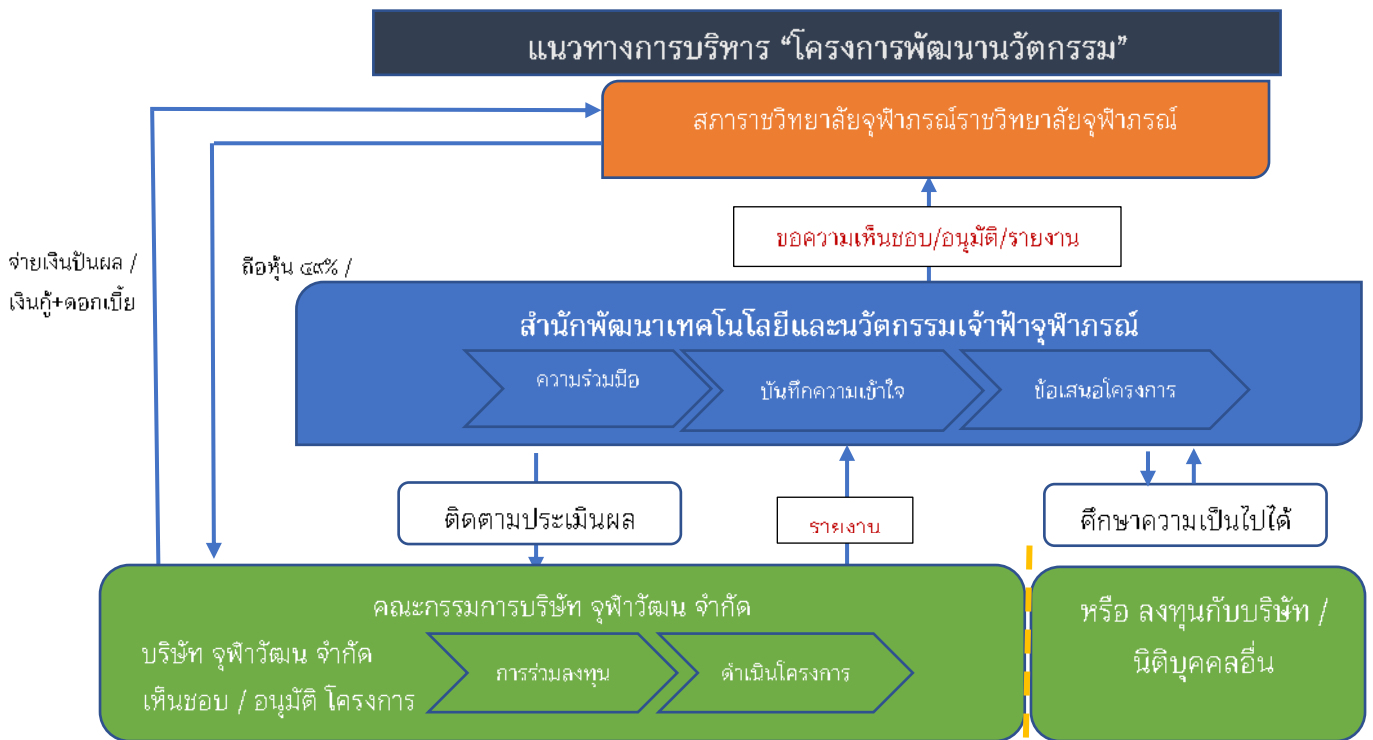 แนวทางการบริหาร “โครงการพัฒนานวัตกรรม”
สภาราชวิทยาลัยจุฬาภรณ์ราชวิทยาลัยจุฬาภรณ์
ขอความเห็นชอบ/อนุมัติ/รายงาน
จ่ายเงินปันผล /
เงินกู้+ดอกเบี้ย
ถือหุ้น ๔๙% /
สำนักพัฒนาเทคโนโลยีและนวัตกรรมเจ้าฟ้าจุฬาภรณ์
ความร่วมมือ
บันทึกความเข้าใจ
ข้อเสนอโครงการ
ติดตามประเมินผล
รายงาน
ศึกษาความเป็นไปได้
คณะกรรมการบริษัท จุฬาวัฒน จำกัด
บริษัท จุฬาวัฒน จำกัด
เห็นชอบ / อนุมัติ โครงการ
การร่วมลงทุน
ดำเนินโครงการ
หรือ ลงทุนกับบริษัท /
นิติบุคคลอื่น